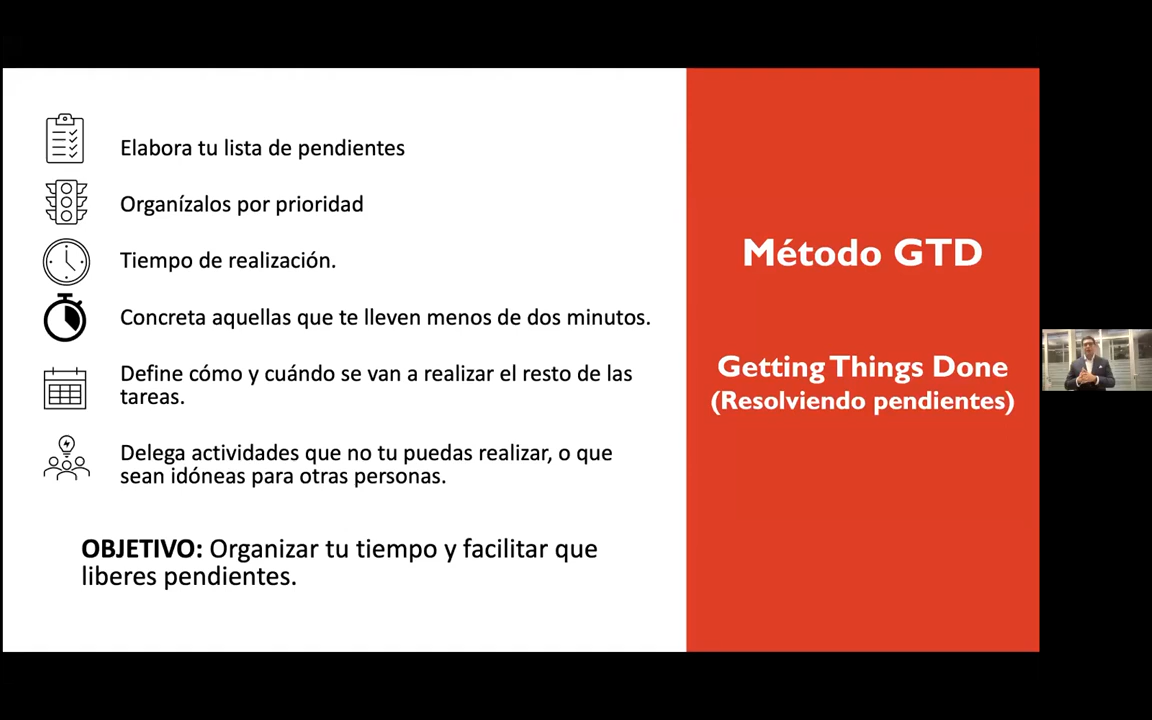 Elabora tu lista de pendientes
Organízalos por prioridad
Tiempo de realización.
Concreta aquellas que te lleven menos de dos minutos.
Define cómo y cuándo se van a realizar el resto de las
tareas.
Delega actividades que no tu puedas realizar, o que
sean idóneas para otras personas.
OBJETIVO: Organizar tu tiempo y facilitar que
liberes pendientes.
Método GTD
Getting Things Done
(Resolviendo pendientes)